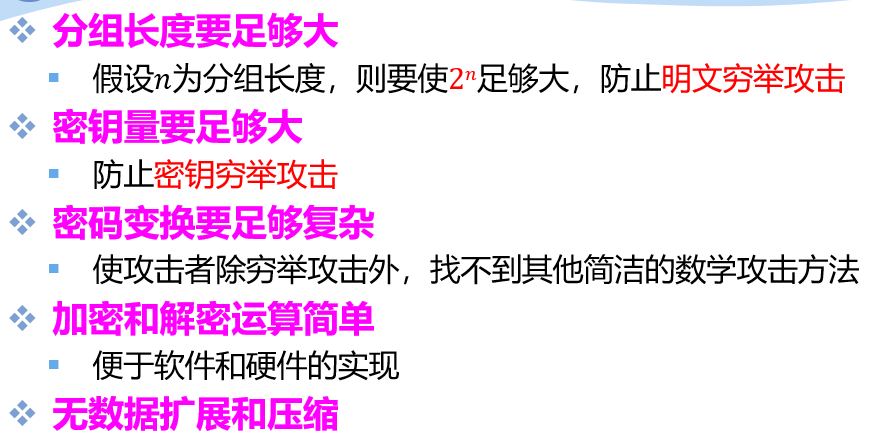 分组长度要足够大
假设n为分组长度，则要使2ⁿ足够大，防止明文穷举攻击
密钥量要足够大
防止密钥穷举攻击
密码变换要足够复杂
使攻击者除穷举攻击外，找不到其他简洁的数学攻击方法
加密和解密运算简单
便于软件和硬件的实现
无数据扩展和压缩